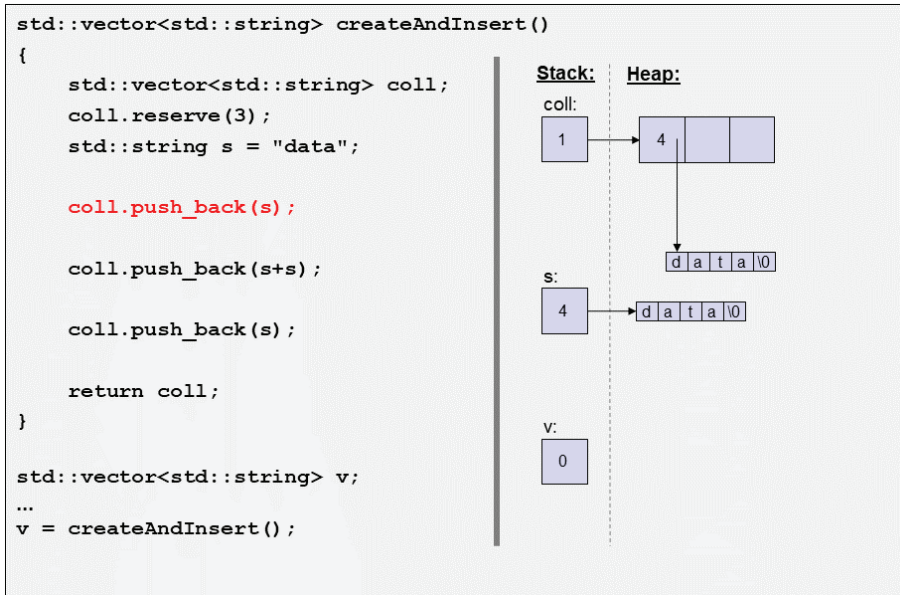 std::vector<std::string> createAndInsert()
{
    std::vector<std::string> coll;
    coll.reserve(3);
    std::string s = "data";
    coll.push_back(s);
    coll.push_back(s+s);
    coll.push_back(s);
    return coll;
}
std::vector<std::string> v;
...
v = createAndInsert();
Stack: Heap:
coll:
1 4
d a t a \0
s:
4 d a t a \0
v:
0